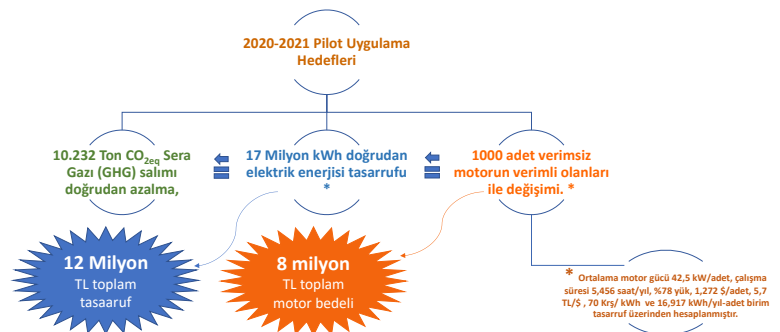 2020-2021 Pilot Uygulama
Hedefleri
10.232 Ton CO2eq Sera
Gazı (GHG) salımı
doğrudan azalma,
17 Milyon kWh doğrudan
elektrik enerjisi tasarrufu
*
1000 adet verimsiz
motorun verimli olanları
ile değişimi. *
12 Milyon
TL toplam
tasaaruf
8 milyon
TL toplam
motor bedeli
* Ortalama motor gücü 42,5 kW/adet, çalışma
süresi 5,456 saat/yıl, %78 yük, 1,272 $/adet, 5,7
TL/$ , 70 Krş/ kWh ve 16,917 kWh/yıl-adet birim
tasarruf üzerinden hesaplanmıştır.